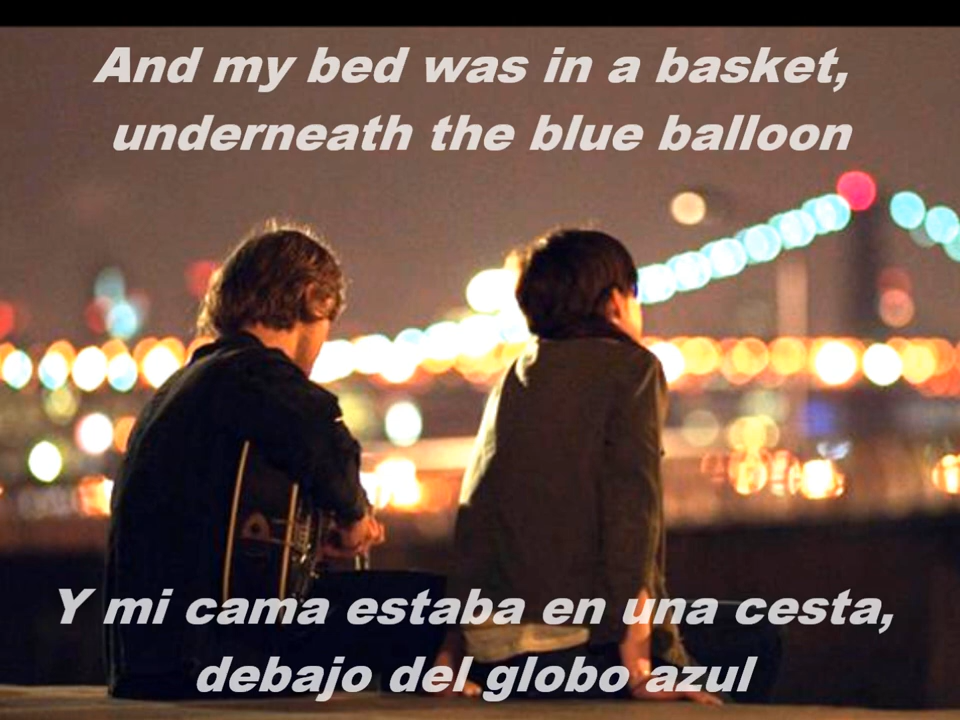 And my bed was in a basket,
underneath the blue balloon
Y mi cama estaba en una cesta,
debajo del globo azul